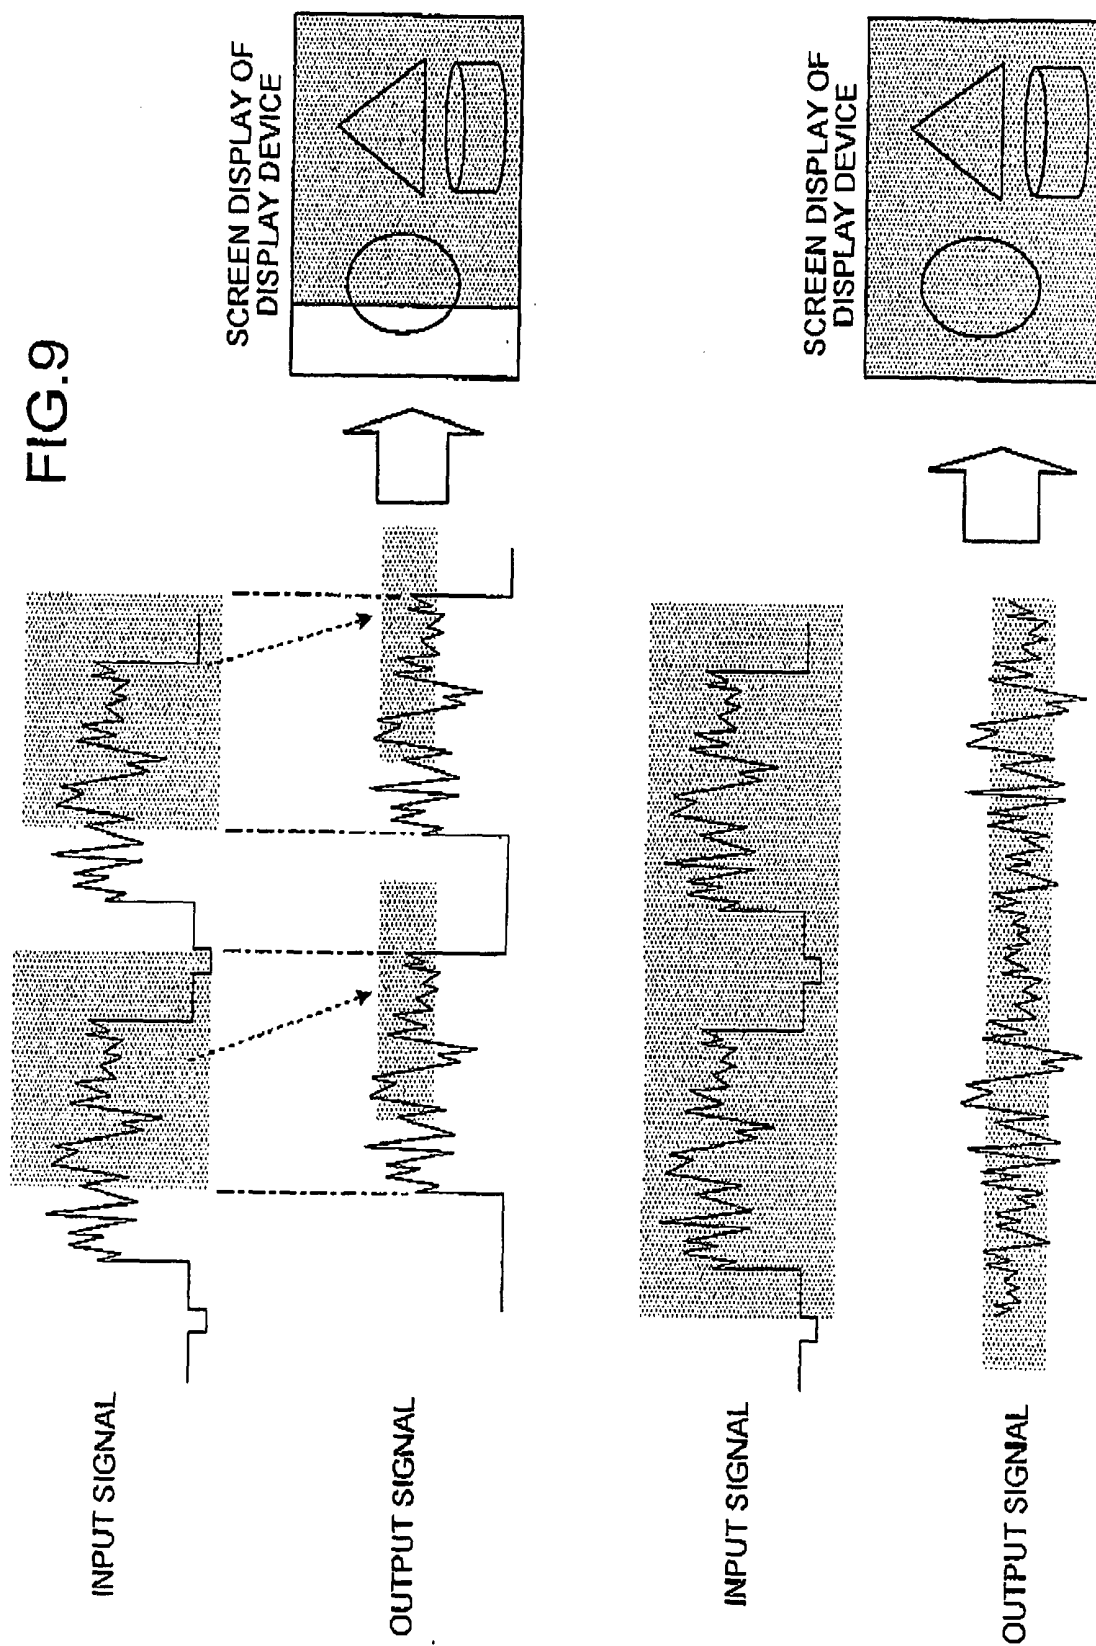 FIG.9
INPUT SIGNAL
OUTPUT SIGNAL
SCREEN DISPLAY OF
DISPLAY DEVICE
INPUT SIGNAL
OUTPUT SIGNAL
SCREEN DISPLAY OF
DISPLAY DEVICE